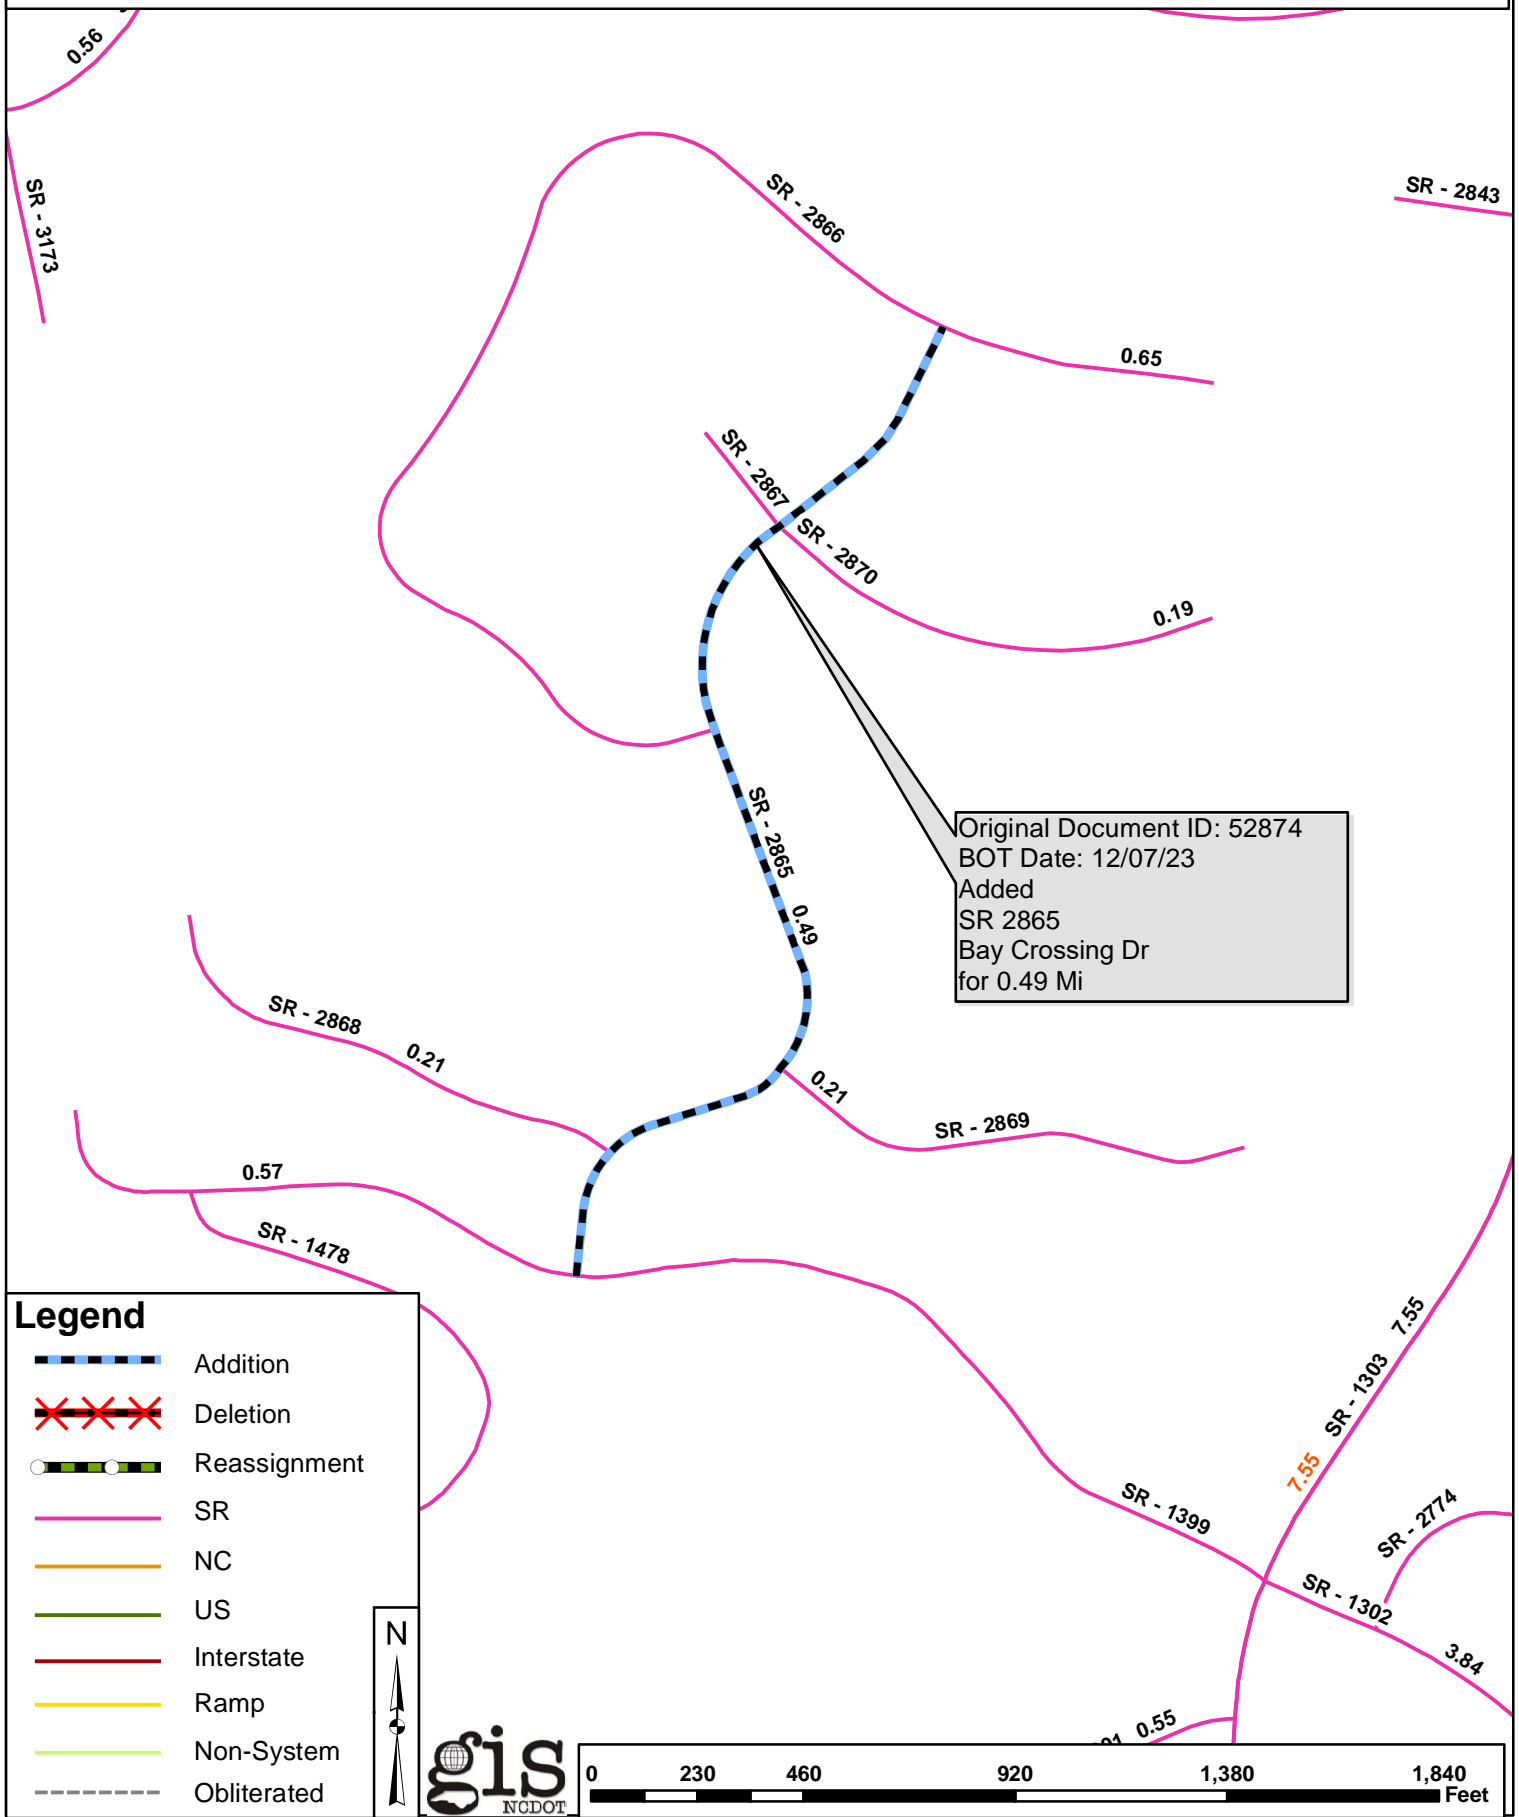 0.56
SR - 3173
SR - 2866
SR - 2843
0.65
SR - 2867
SR - 2870
0.19
SR - 2865
0.49
Original Document ID: 52874
BOT Date: 12/07/23
Added
SR 2865
Bay Crossing Dr
for 0.49 Mi
SR - 2868
0.21
0.21
SR - 2869
0.57
SR - 1478
7.55
SR - 1303
7.55
SR - 1399
SR - 2774
SR - 1302
3.84
0.55
Legend
Addition
Deletion
Reassignment
SR
NC
US
Interstate
Ramp
Non-System
Obliterated
N
gis
NCDOT
0 230 460 920 1,380 1,840
Feet